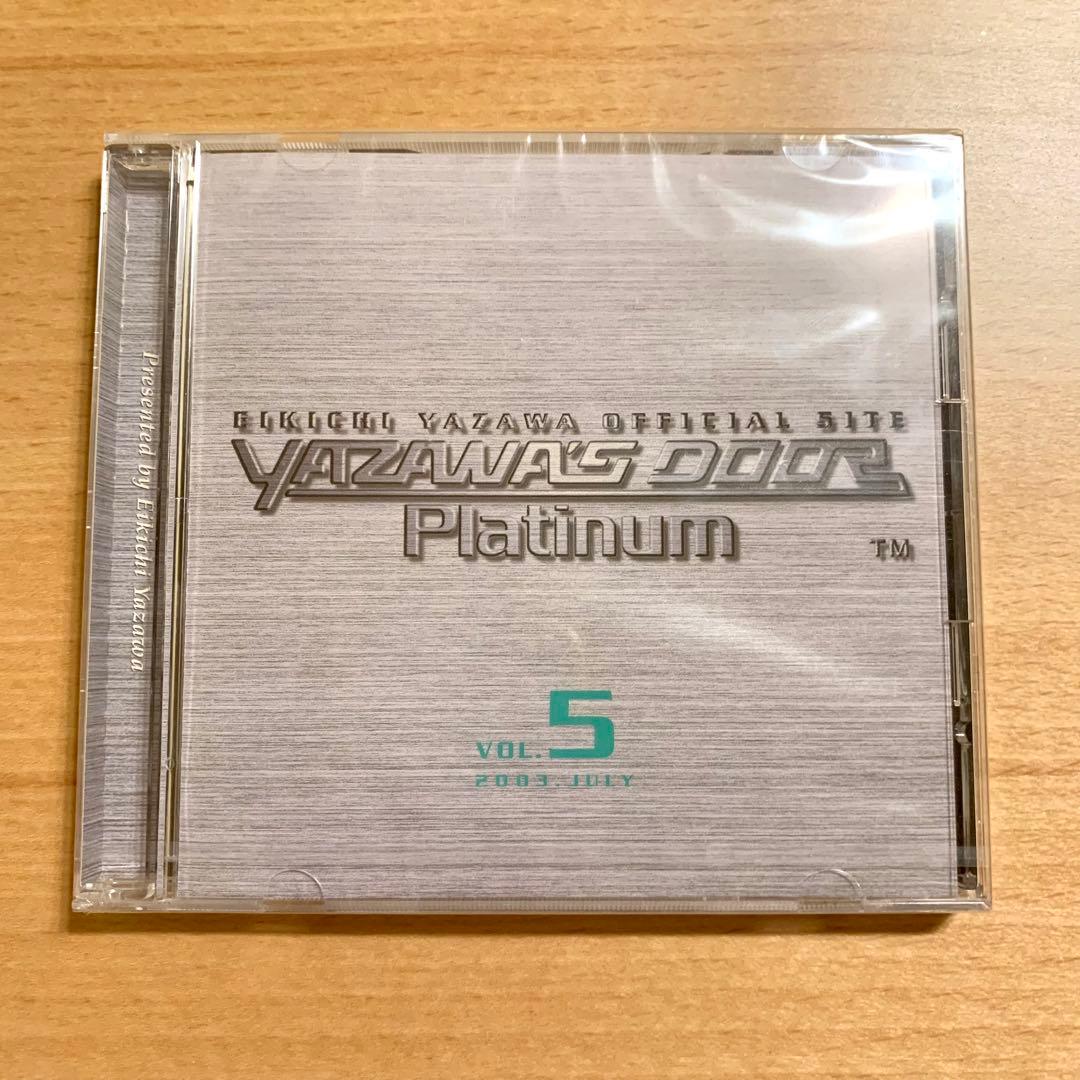 Presented by Eikichi Yazawa
EIKICHI YAZAWA OFFICIAL SITE
YAZAWA'S DOOR
Platinum
TM
VOL. 5
2003. JULY